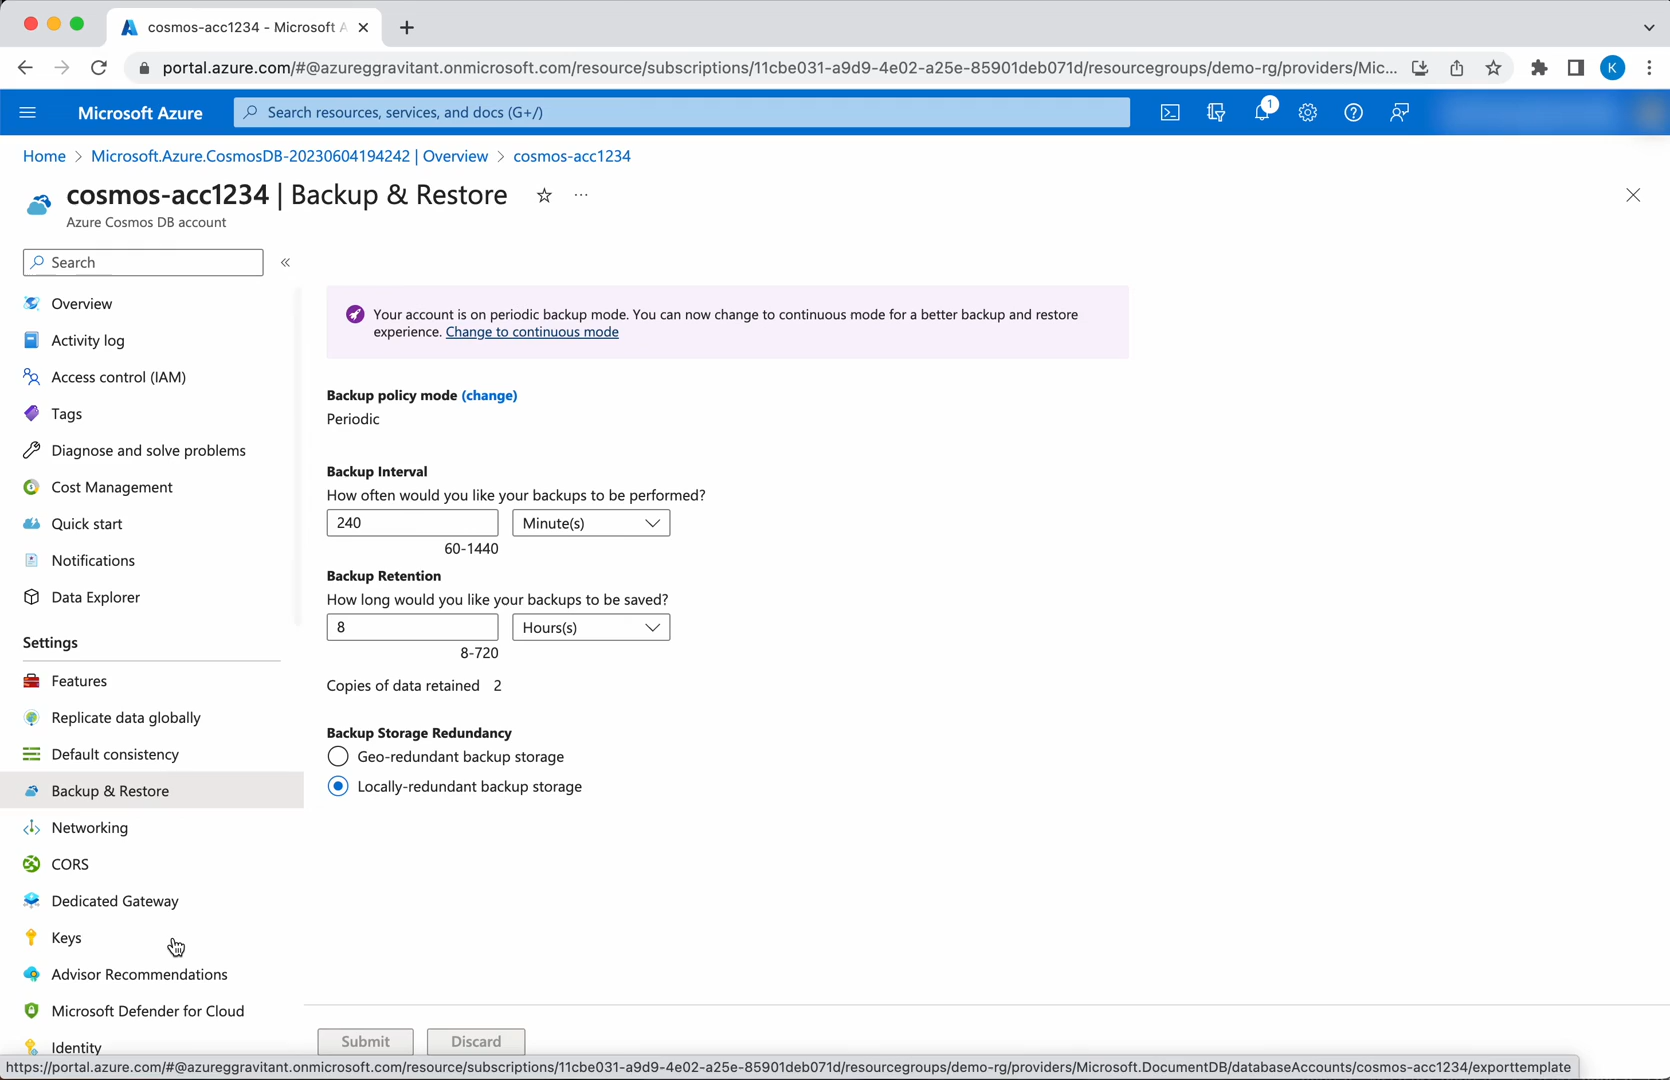 cosmos-acc1234 - Microsoft A
portal.azure.com/#@azureggravitant.onmicrosoft.com/resource/subscriptions/11cbe031-a9d9-4e02-a25e-85901deb071d/resourcegroups/demo-rg/providers/Mic...
K
Microsoft Azure
Search resources, services, and docs (G+/)
1
Home > Microsoft.Azure.CosmosDB-20230604194242 | Overview > cosmos-acc1234
cosmos-acc1234 | Backup & Restore
Azure Cosmos DB account
Search
Overview
Activity log
Access control (IAM)
Tags
Diagnose and solve problems
Cost Management
Quick start
Notifications
Data Explorer
Settings
Features
Replicate data globally
Default consistency
Backup & Restore
Networking
CORS
Dedicated Gateway
Keys
Advisor Recommendations
Microsoft Defender for Cloud
Identity
Your account is on periodic backup mode. You can now change to continuous mode for a better backup and restore
experience. Change to continuous mode
Backup policy mode (change)
Periodic
Backup Interval
How often would you like your backups to be performed?
240 Minute(s)
60-1440
Backup Retention
How long would you like your backups to be saved?
8 Hours(s)
8-720
Copies of data retained 2
Backup Storage Redundancy
Geo-redundant backup storage
Locally-redundant backup storage
Submit Discard
https://portal.azure.com/#@azureggravitant.onmicrosoft.com/resource/subscriptions/11cbe031-a9d9-4e02-a25e-85901deb071d/resourcegroups/demo-rg/providers/Microsoft.DocumentDB/databaseAccounts/cosmos-acc1234/exporttemplate